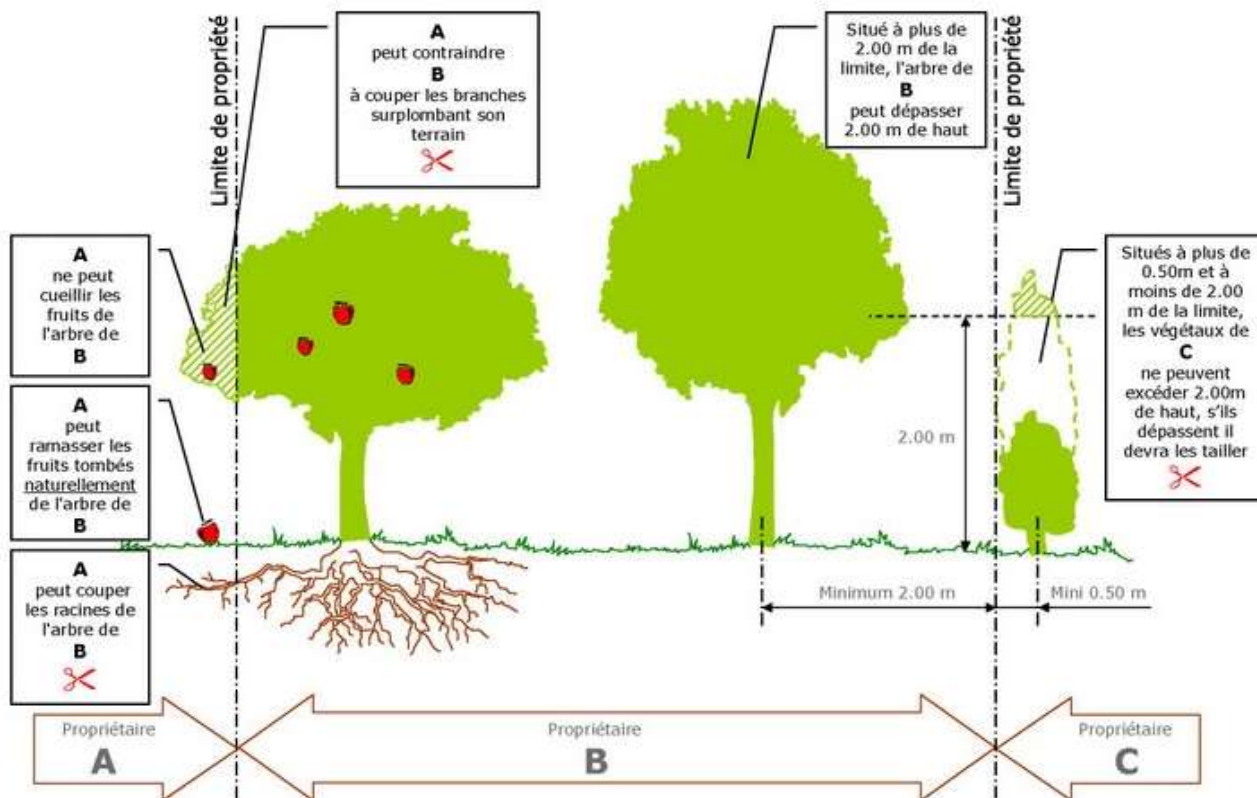 Limite de propriété
A
peut contraindre
B
à couper les branches
surplombant son
terrain
Situé à plus de
2.00 m de la
limite, l'arbre de
B
peut dépasser
2.00 m de haut
Limite de propriété
A
ne peut
cueillir les
fruits de
l'arbre de
B
Situés à plus de
0.50m et à
moins de 2.00
m de la limite,
les végétaux de
C
ne peuvent
excéder 2.00m
de haut, s'ils
dépassent il
devra les tailler
A
peut
ramasser les
fruits tombés
naturellement
de l'arbre de
B
2.00 m
A
peut couper
les racines de
l'arbre de
B
Minimum 2.00 m
Mini 0.50 m
Propriétaire
A
Propriétaire
B
Propriétaire
C